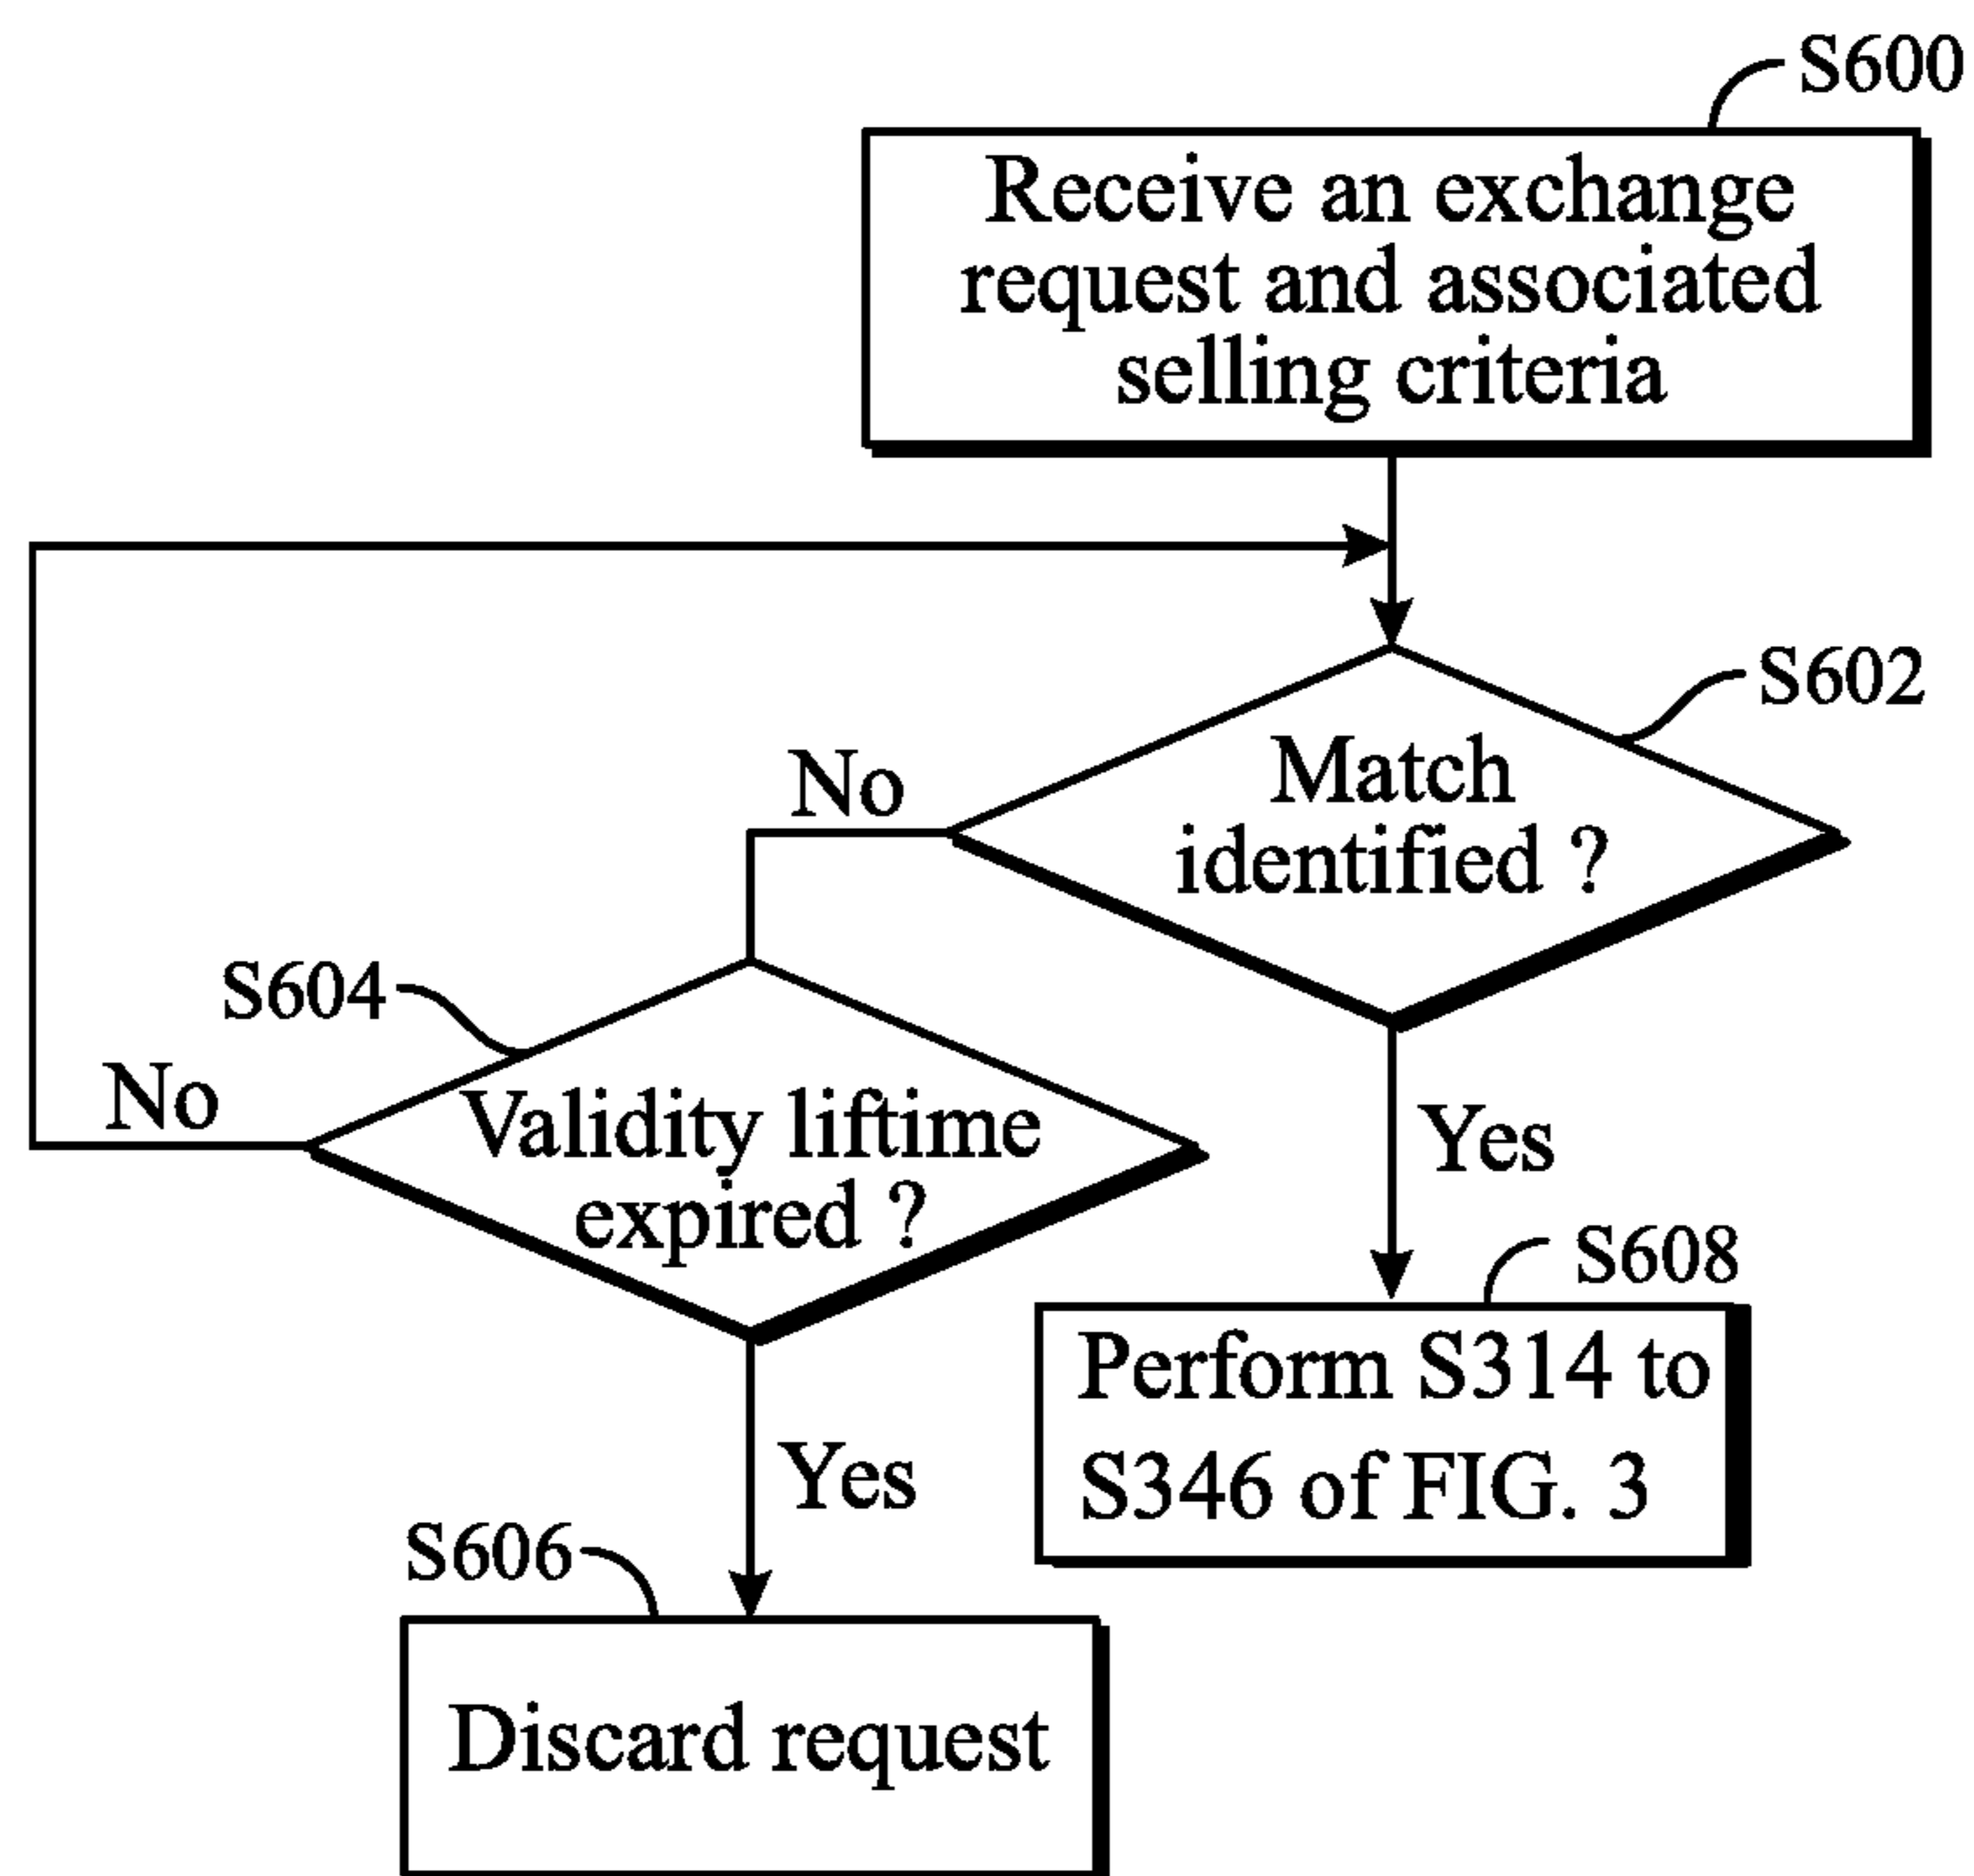 S600
Receive an exchange
request and associated
selling criteria
S602
Match
identified ?
No
S604
Validity liftime
expired ?
No
Yes
S608
Perform S314 to
S346 of FIG. 3
Yes
S606
Discard request